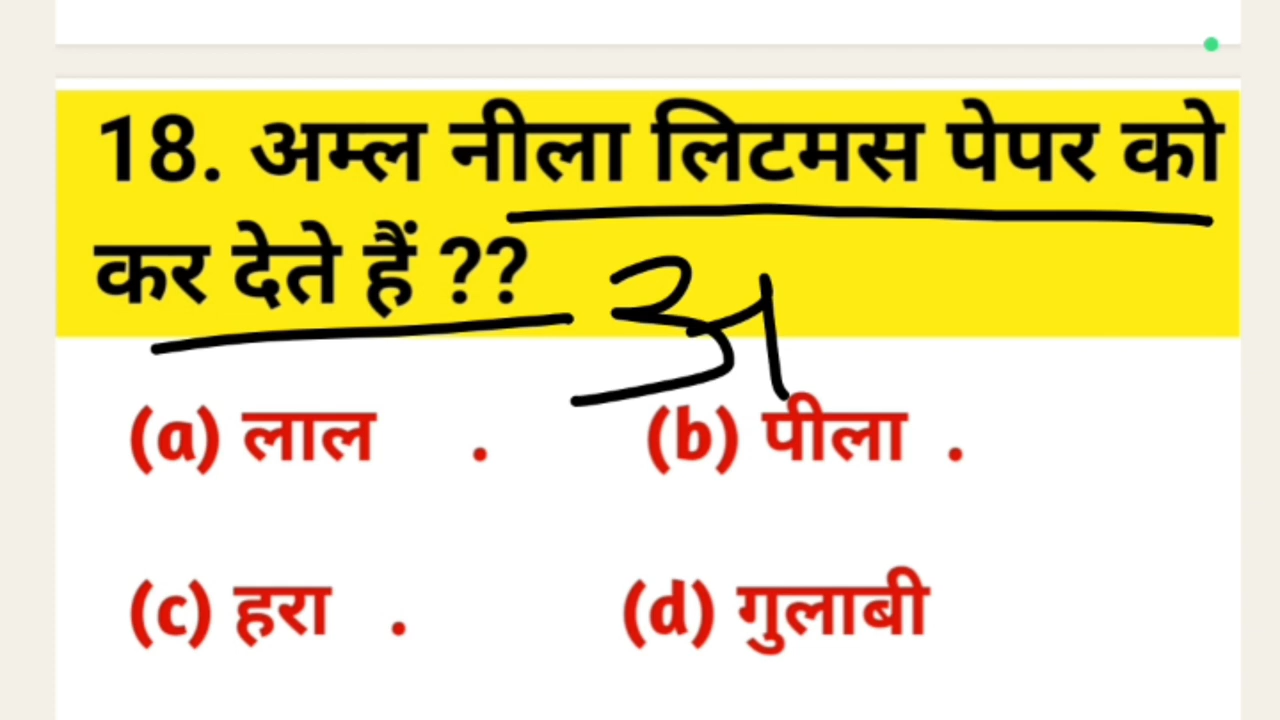 18. अम्ल नीला लिटमस पेपर को
कर देते हैं ??
अ
(a) लाल . (b) पीला .
(c) हरा . (d) गुलाबी